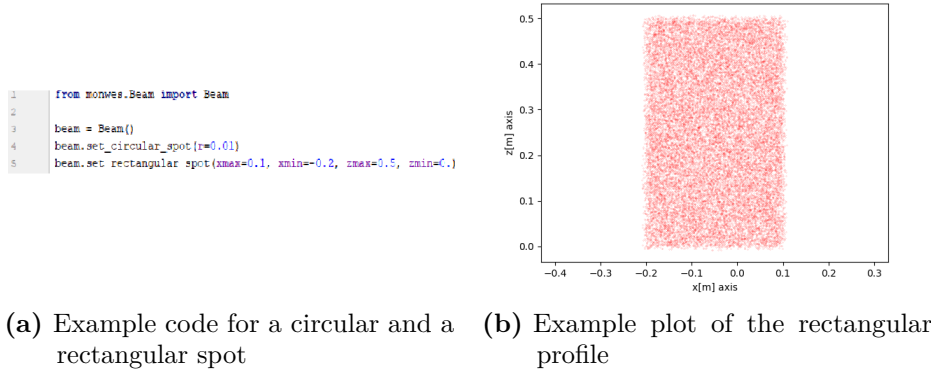 1 from monwes.Beam import Beam
2
3 beam = Beam()
4 beam.set_circular_spot(r=0.01)
5 beam.set_rectangular_spot(xmax=0.1, xmin=-0.2, zmax=0.5, zmin=0.)
0.5
0.4
0.3
0.2
0.1
0.0
z[m] axis
−0.4 −0.3 −0.2 −0.1 0.0 0.1 0.2 0.3
x[m] axis
(a) Example code for a circular and a
rectangular spot
(b) Example plot of the rectangular
profile